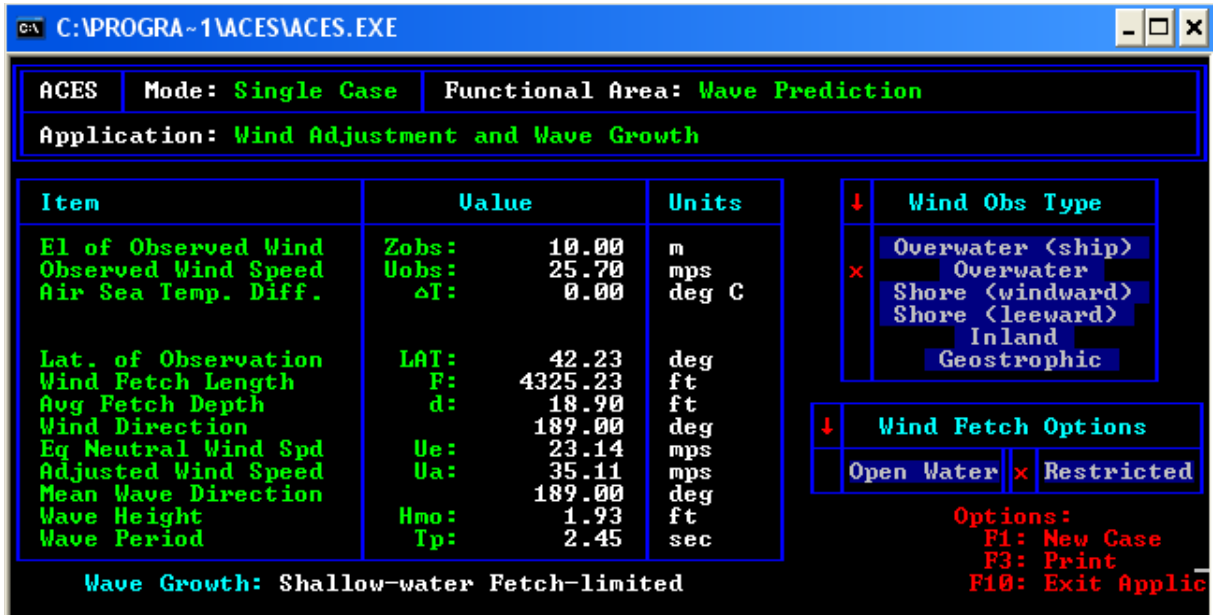 C:\PROGRA~1\ACES\ACES.EXE
ACES Mode: Single Case Functional Area: Wave Prediction
Application: Wind Adjustment and Wave Growth
Item Value Units
El of Observed Wind Zobs: 10.00 m
Observed Wind Speed Uobs: 25.70 mps
Air Sea Temp. Diff. ΔT: 0.00 deg C
Lat. of Observation LAT: 42.23 deg
Wind Fetch Length F: 4325.23 ft
Avg Fetch Depth d: 18.90 ft
Wind Direction 189.00 deg
Eq Neutral Wind Spd Ue: 23.14 mps
Adjusted Wind Speed Ua: 35.11 mps
Mean Wave Direction 189.00 deg
Wave Height Hmo: 1.93 ft
Wave Period Tp: 2.45 sec
Wave Growth: Shallow-water Fetch-limited
↓ Wind Obs Type
Overwater (ship)
x Overwater
Shore (windward)
Shore (leeward)
Inland
Geostrophic
↓ Wind Fetch Options
Open Water x Restricted
Options:
F1: New Case
F3: Print
F10: Exit Applic